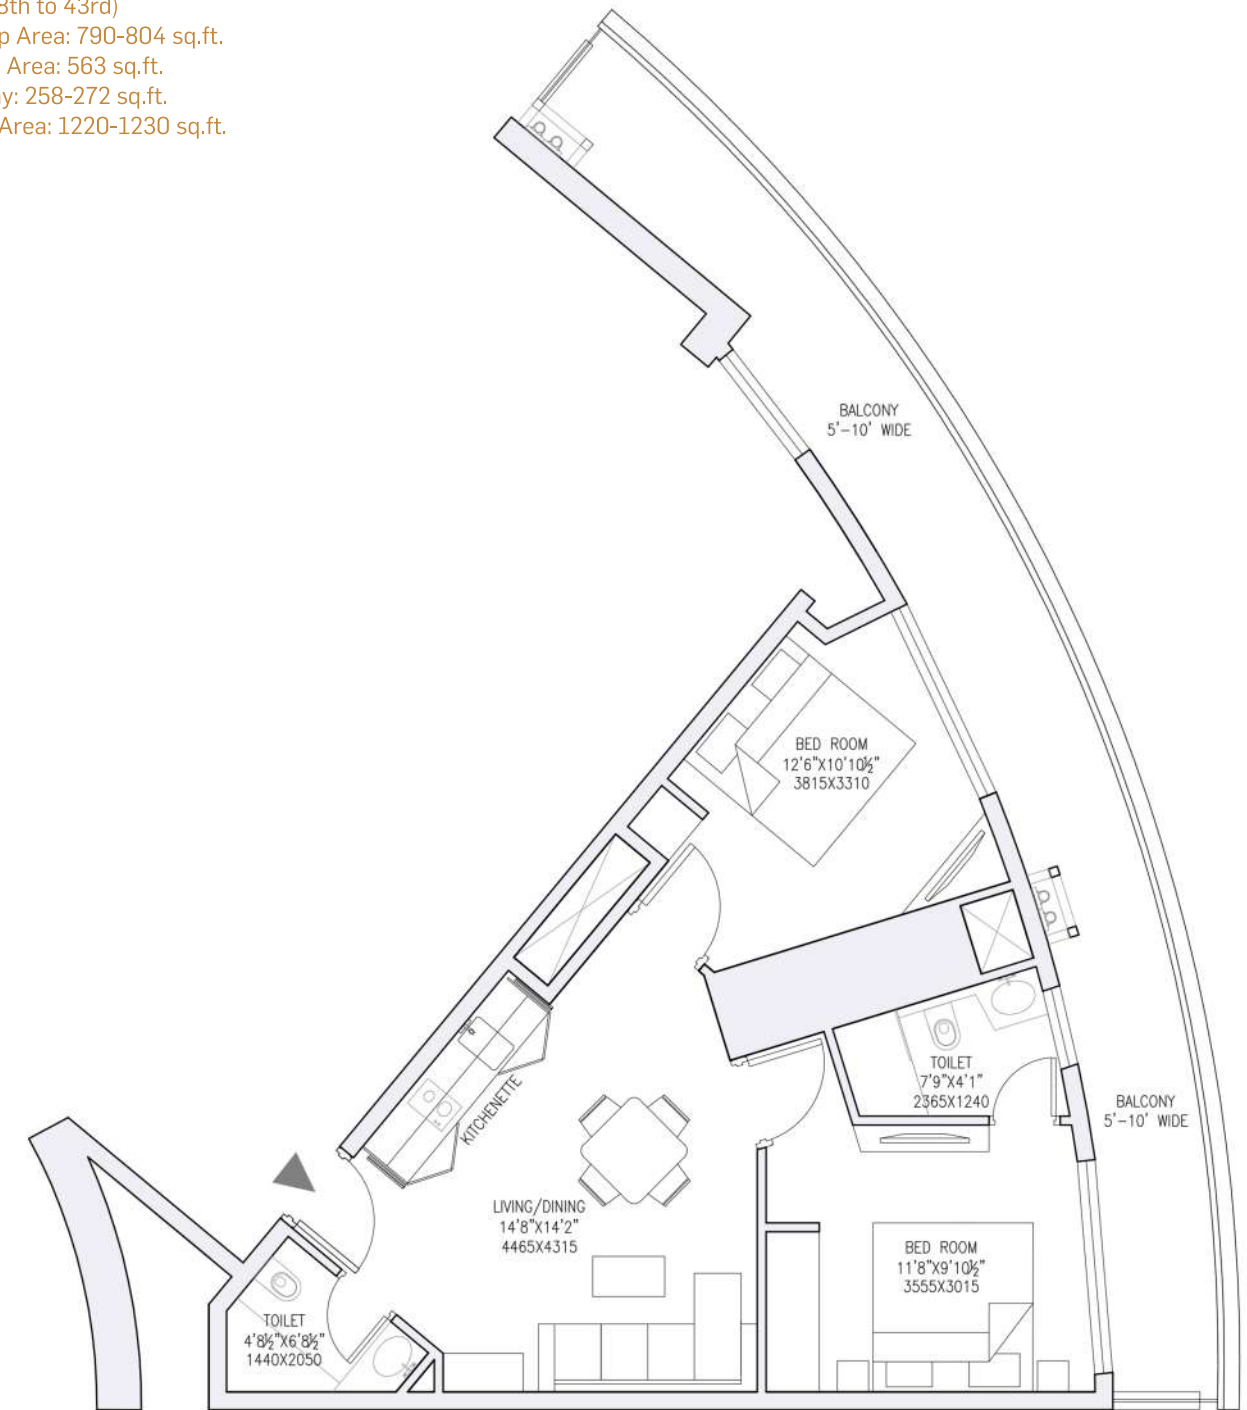 8th to 43rd)
p Area: 790-804 sq.ft.
Area: 563 sq.ft.
y: 258-272 sq.ft.
Area: 1220-1230 sq.ft.
BALCONY
5'-10' WIDE
BED ROOM
12'6"X10'10½"
3815X3310
TOILET
7'9"X4'1"
2365X1240
BALCONY
5'-10' WIDE
KITCHENETTE
LIVING/DINING
14'8"X14'2"
4465X4315
BED ROOM
11'8"X9'10½"
3555X3015
TOILET
4'8½"X6'8½"
1440X2050